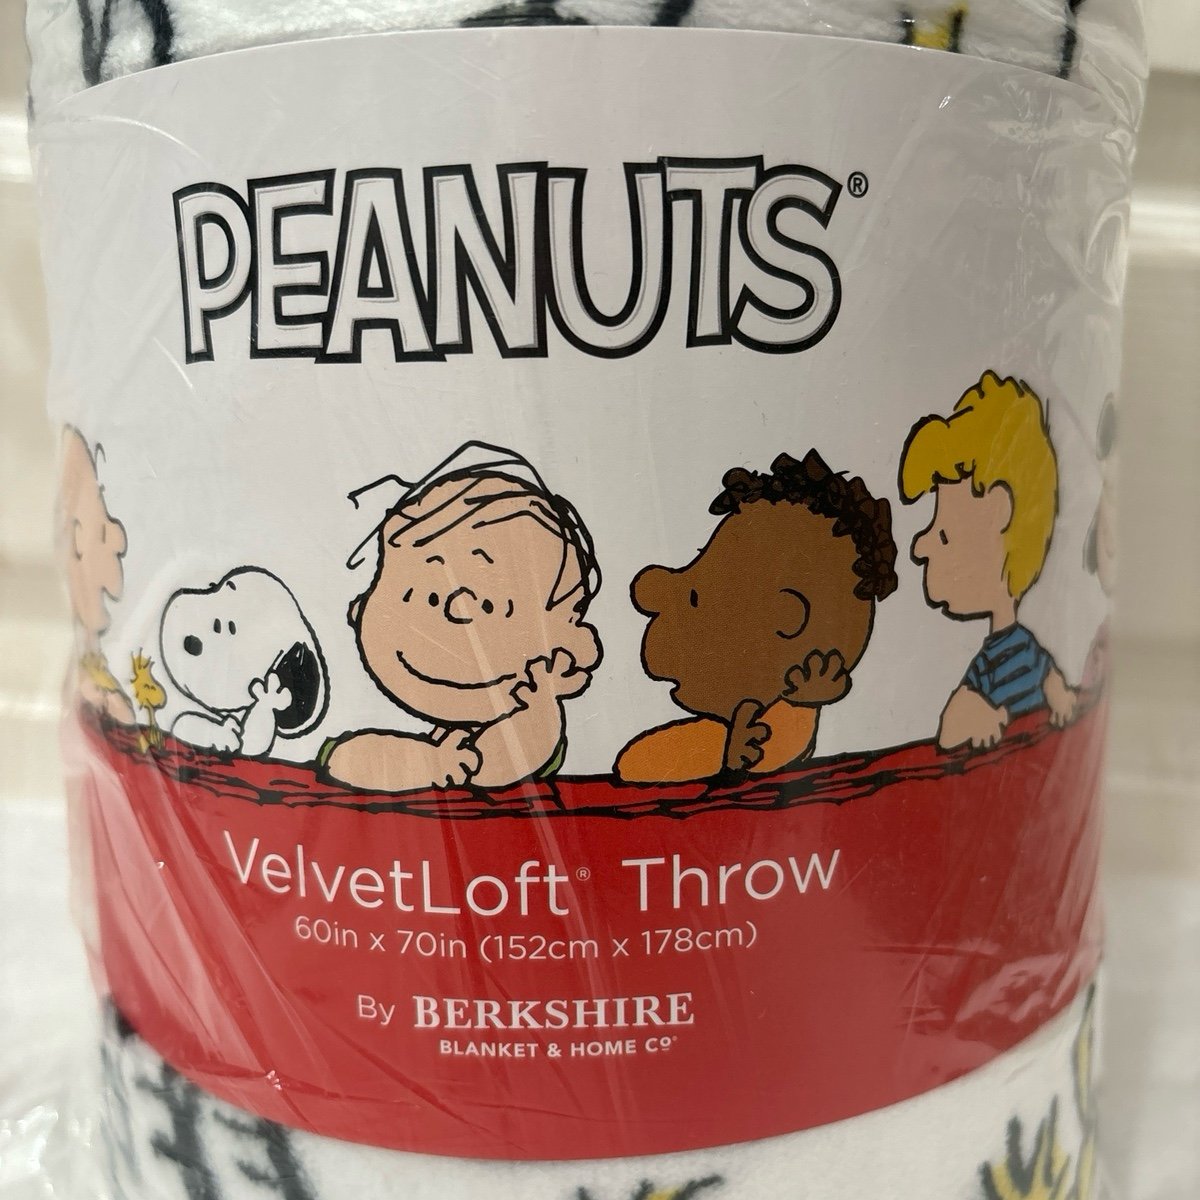 PEANUTS®
VelvetLoft® Throw
60in x 70in (152cm x 178cm)
By BERKSHIRE
BLANKET & HOME Cº®